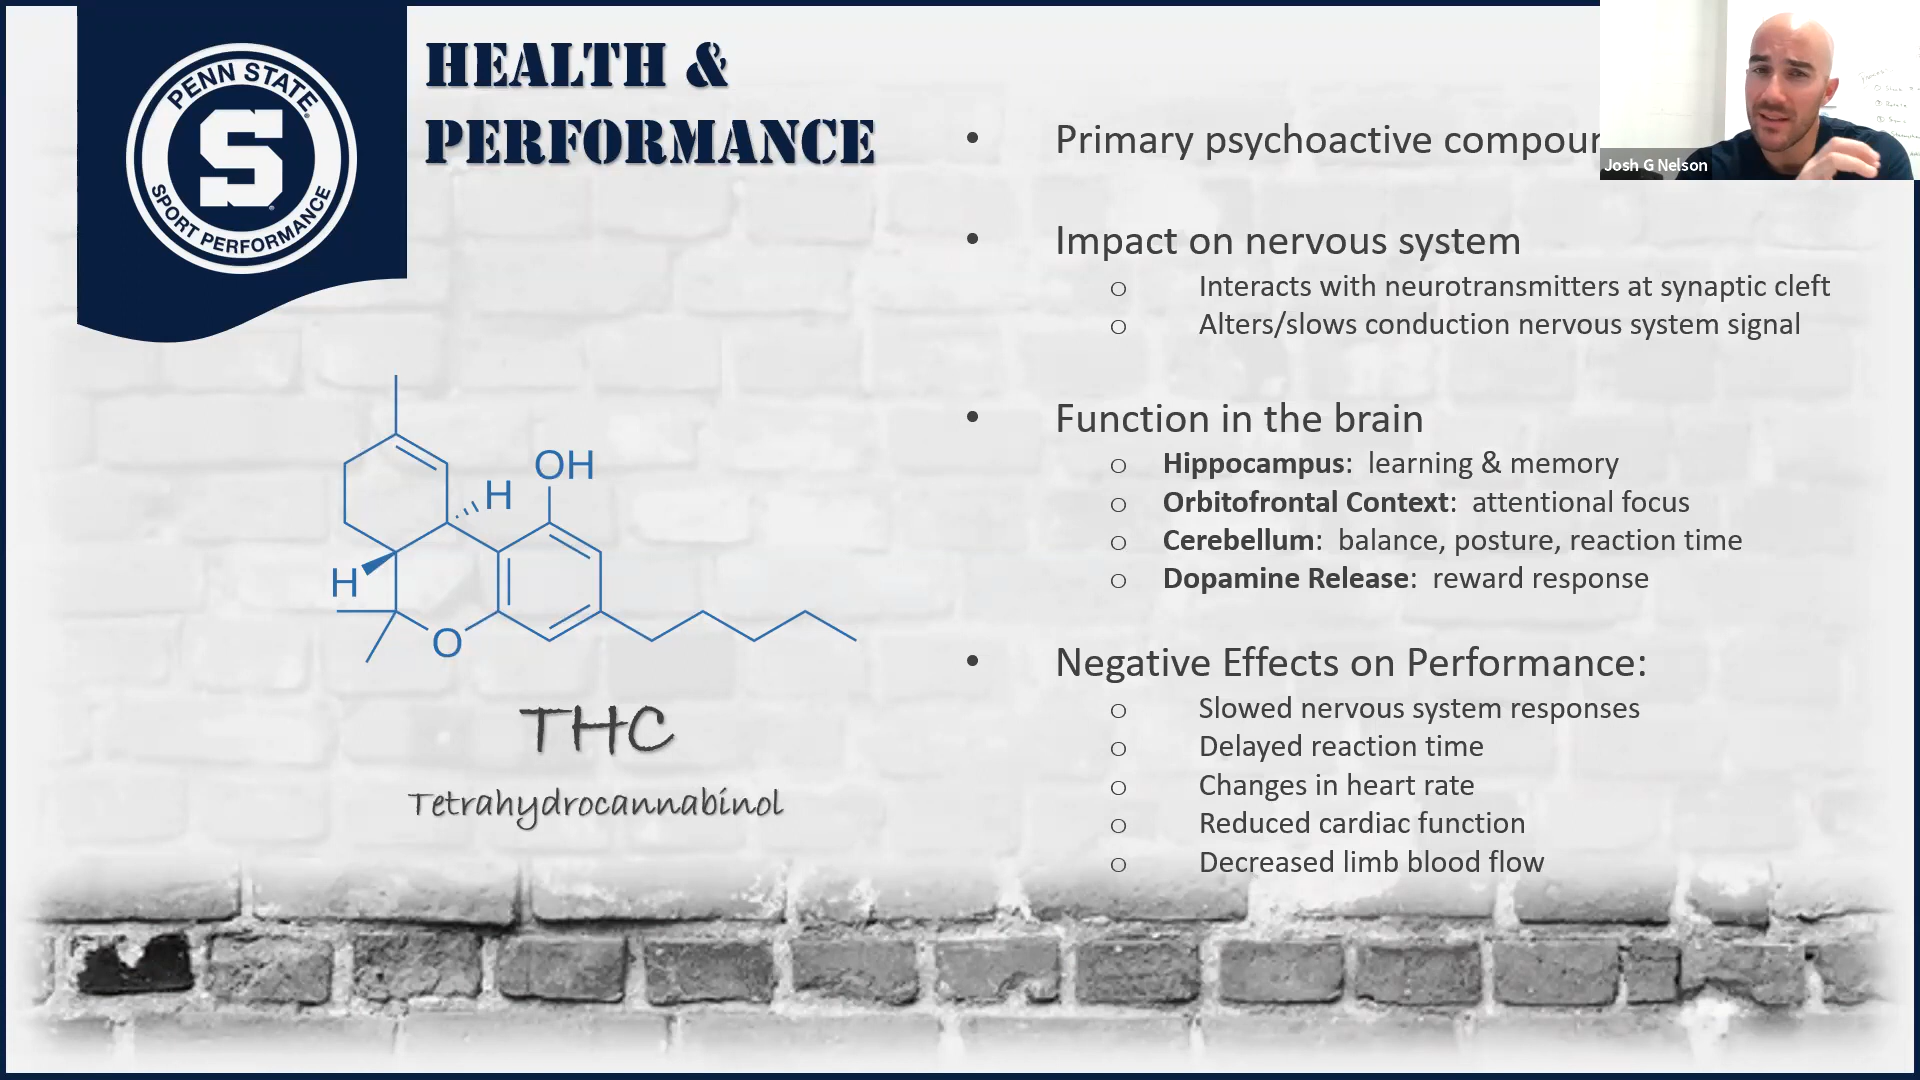 PENN STATE
S
SPORT PERFORMANCE
HEALTH &
PERFORMANCE
OH
H
H
O
THC
Tetrahydrocannabinol
• Primary psychoactive compoun
• Impact on nervous system
o Interacts with neurotransmitters at synaptic cleft
o Alters/slows conduction nervous system signal
• Function in the brain
o Hippocampus: learning & memory
o Orbitofrontal Context: attentional focus
o Cerebellum: balance, posture, reaction time
o Dopamine Release: reward response
• Negative Effects on Performance:
o Slowed nervous system responses
o Delayed reaction time
o Changes in heart rate
o Reduced cardiac function
o Decreased limb blood flow
Josh G Nelson